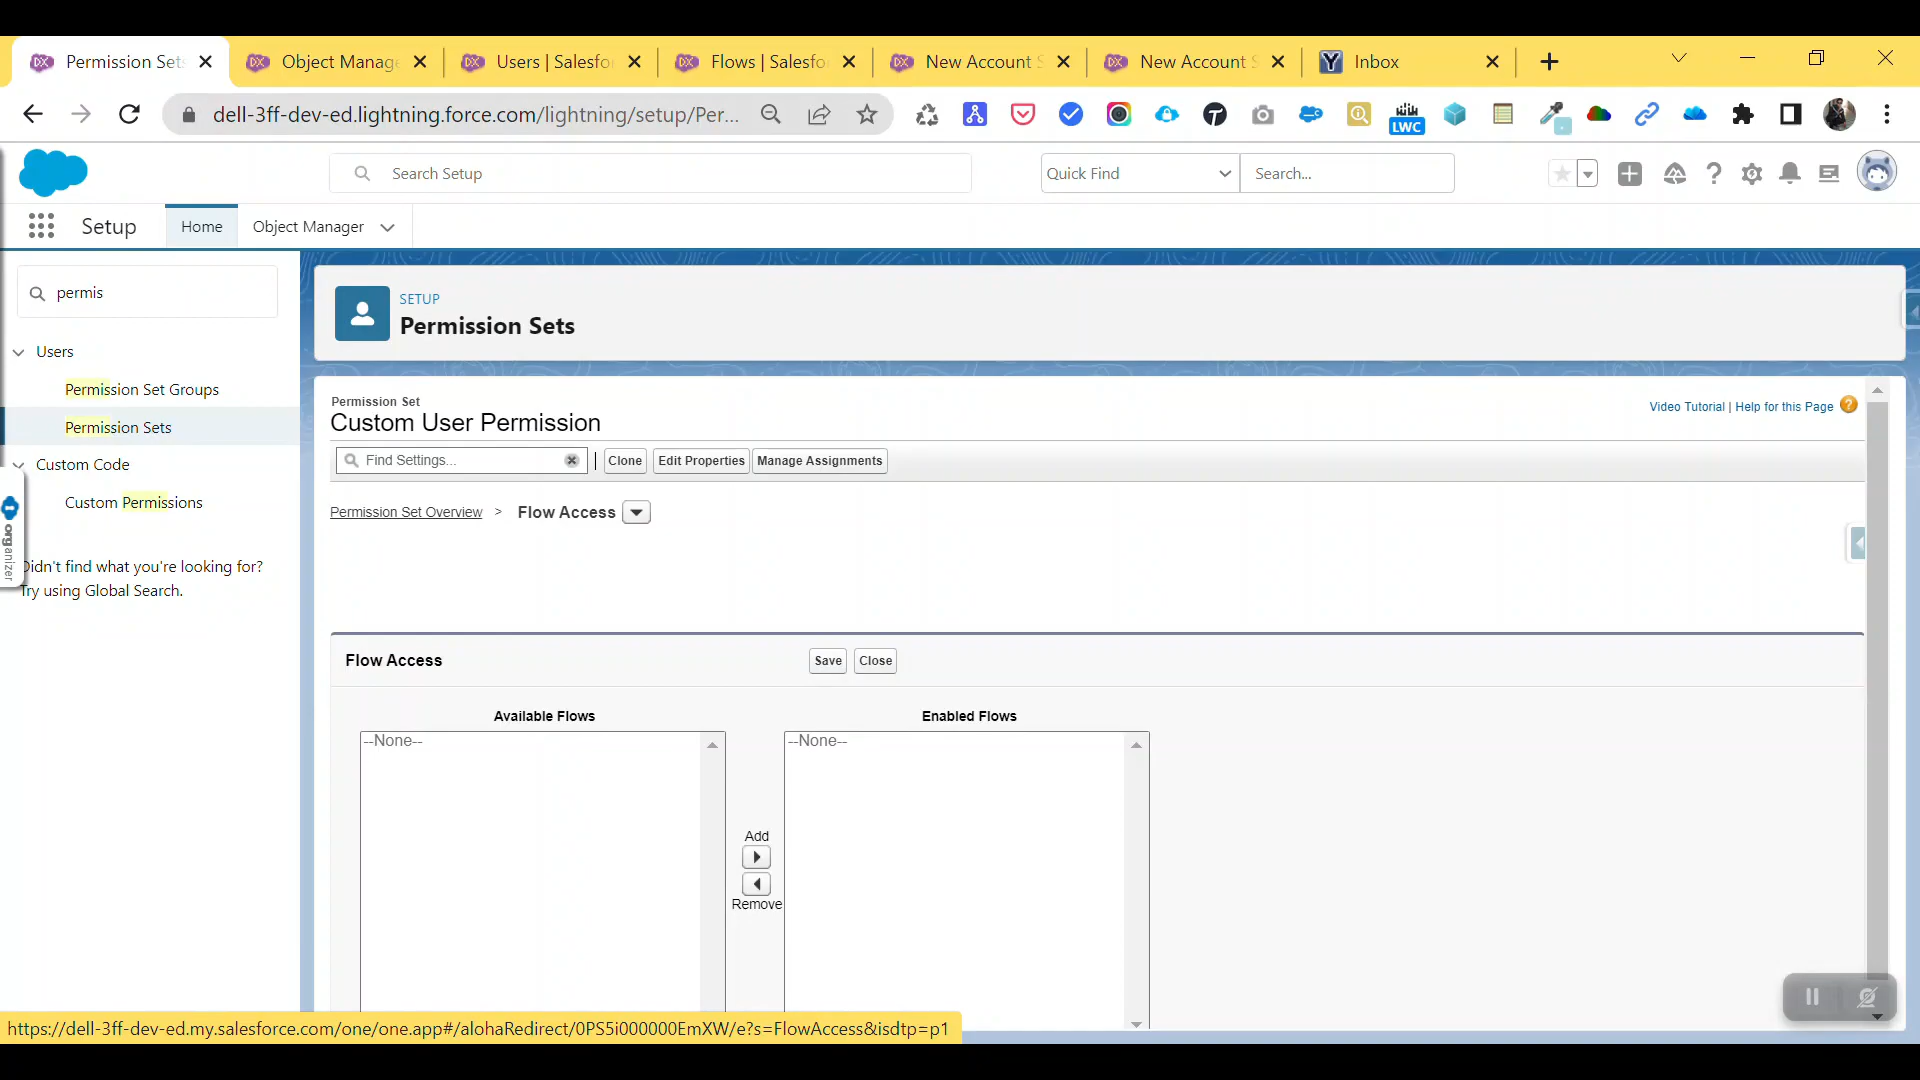 Permission Sets
Object Manag
Users | Salesfo
Flows | Salesfo
New Account S
New Account
Inbox
dell-3ff-dev-ed.lightning.force.com/lightning/setup/Per...
LWC
Search Setup
Quick Find
Search...
Setup
Home
Object Manager
permis
SETUP
Permission Sets
Users
Permission Set Groups
Permission Sets
Custom Code
Custom Permissions
Didn't find what you're looking for?
Try using Global Search.
organizer
Permission Set
Custom User Permission
Video Tutorial | Help for this Page
Find Settings...
Clone
Edit Properties
Manage Assignments
Permission Set Overview > Flow Access
Flow Access
Save
Close
Available Flows
Enabled Flows
--None--
--None--
Add
Remove
https://dell-3ff-dev-ed.my.salesforce.com/one/one.app#/alohaRedirect/0PS5i000000EmXW/e?s=FlowAccess&isdtp=p1